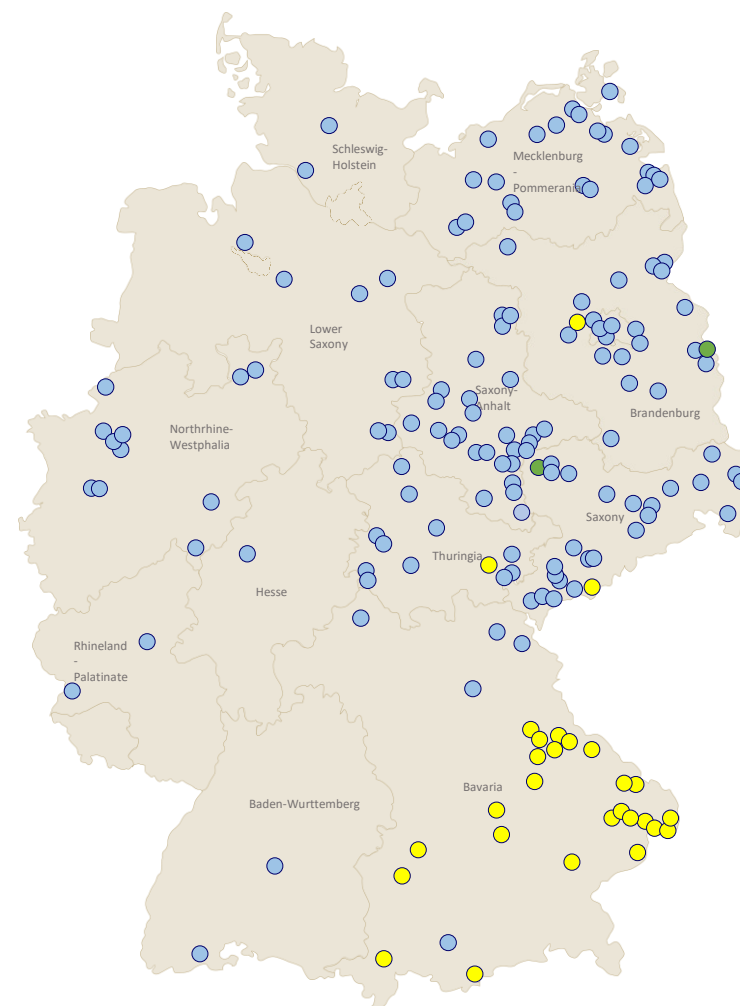 Schleswig-
Holstein
Mecklenburg
-
Pommerania
Lower
Saxony
Saxony-
Anhalt
Brandenburg
Northrhine-
Westphalia
Saxony
Thuringia
Hesse
Rhineland
-
Palatinate
Bavaria
Baden-Wurttemberg